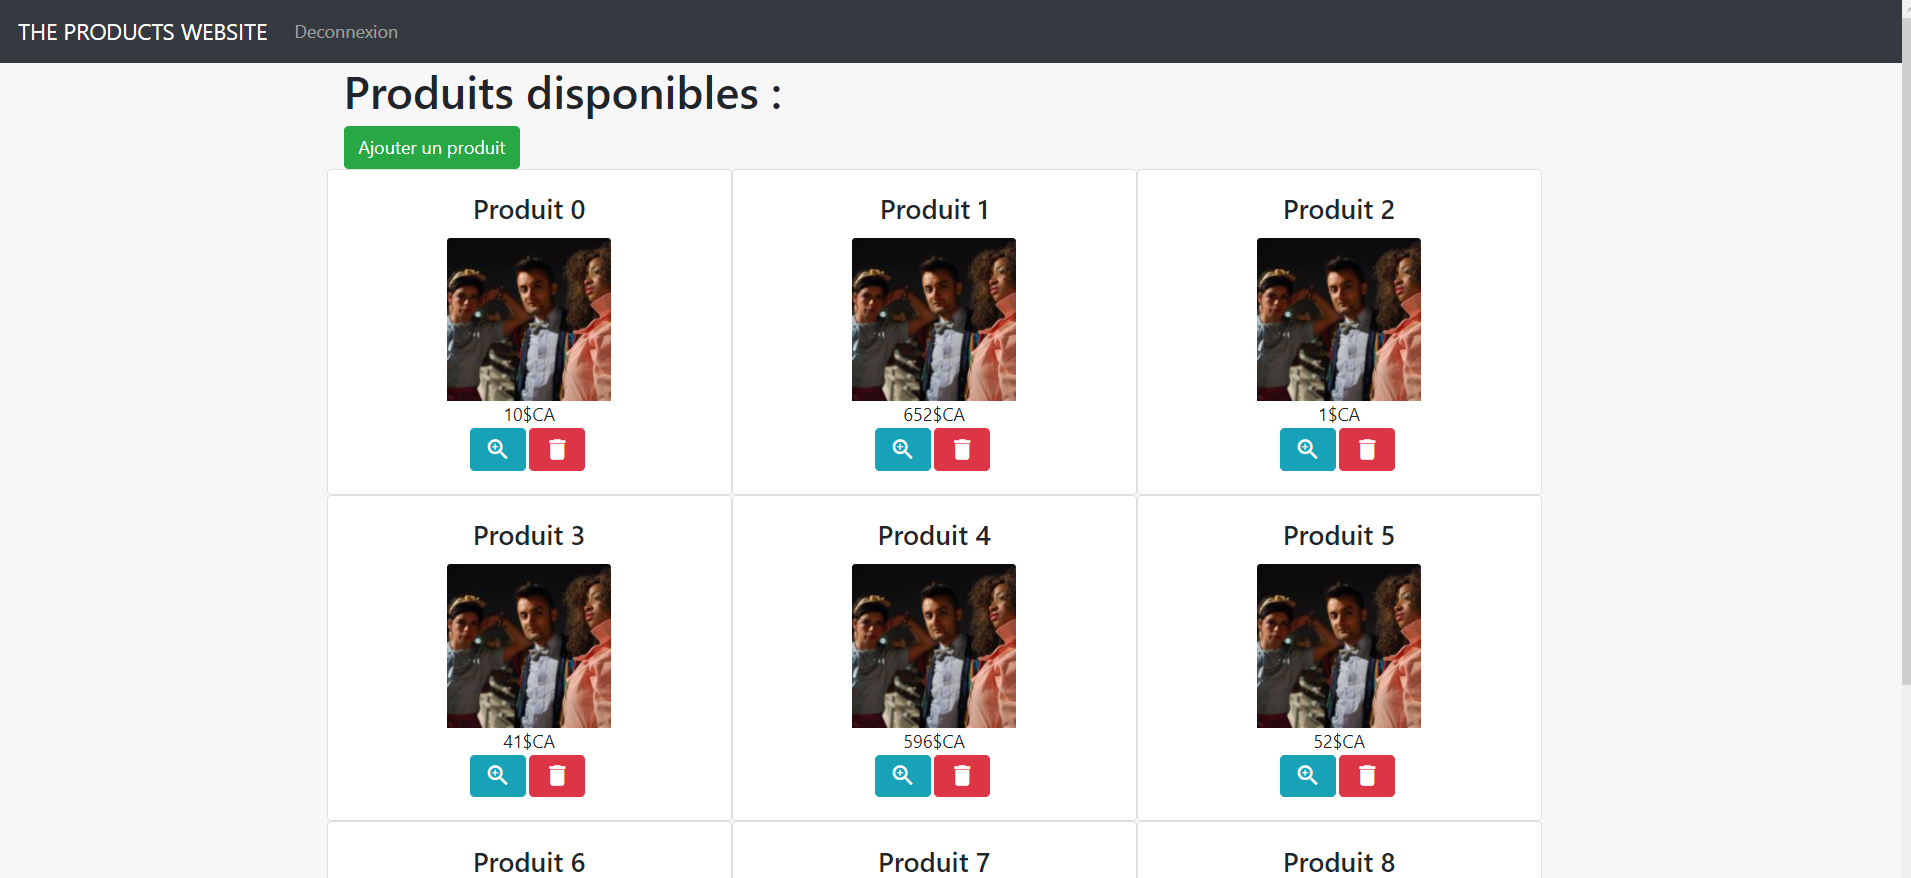 THE PRODUCTS WEBSITE Deconnexion
Produits disponibles :
Ajouter un produit
Produit 0 Produit 1 Produit 2
10$CA 652$CA 1$CA
Produit 3 Produit 4 Produit 5
41$CA 596$CA 52$CA
Produit 6 Produit 7 Produit 8